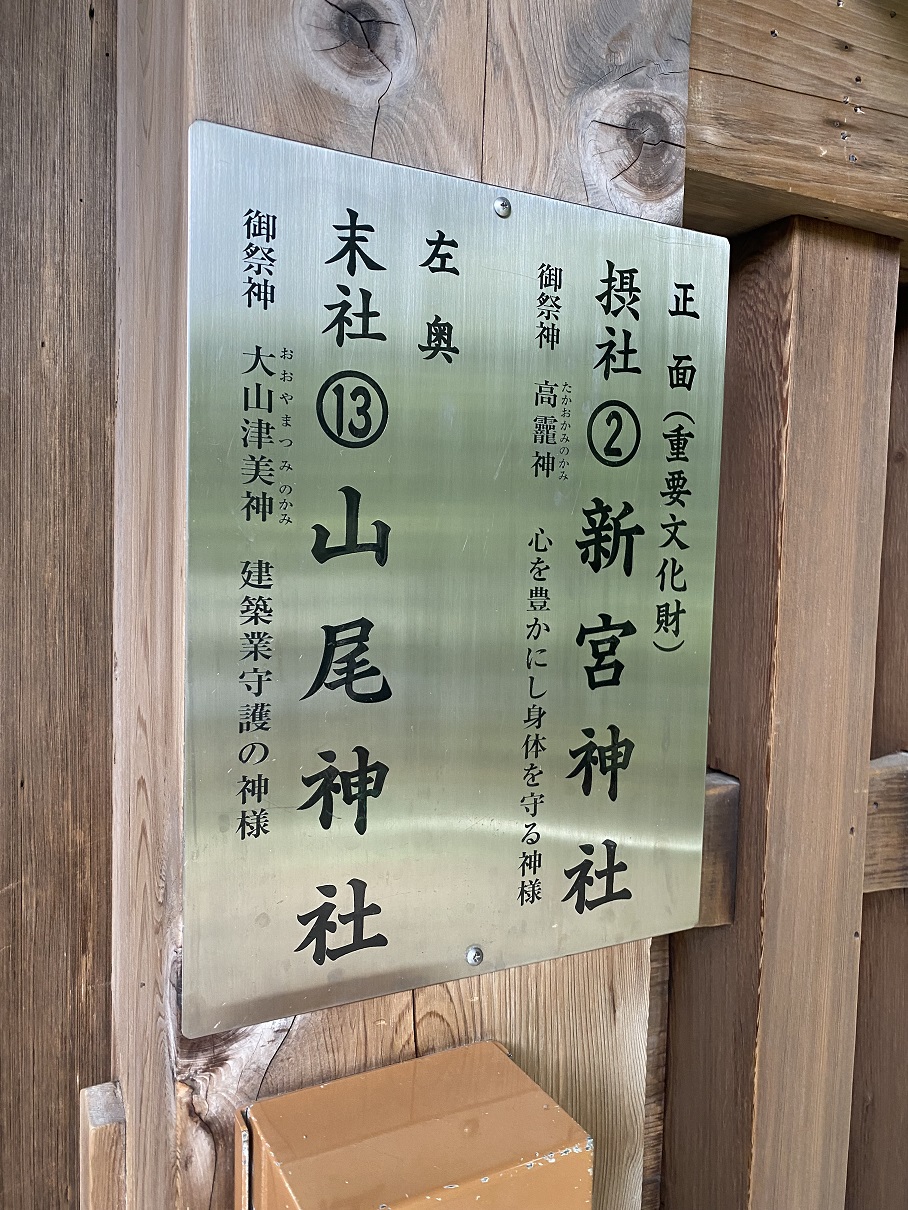 正面（重要文化財）
摂社②新宮神社
御祭神 高龗神 心を豊かにし身体を守る神様
たかおかみのかみ
左奥
末社⑬山尾神社
御祭神 大山津美神 建築業守護の神様
おおやまつみのかみ